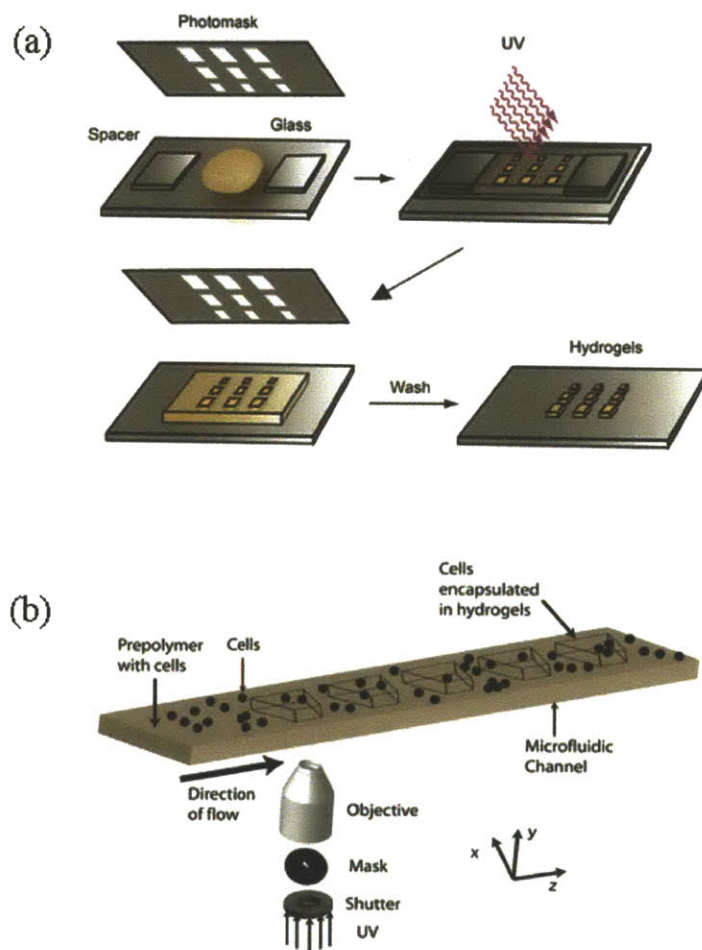 (a)
Photomask
UV
Spacer
Glass
Wash
Hydrogels
(b)
Cells
encapsulated
in hydrogels
Prepolymer
with cells
Cells
Microfluidic
Channel
Direction
of flow
Objective
Mask
Shutter
UV
x
y
z